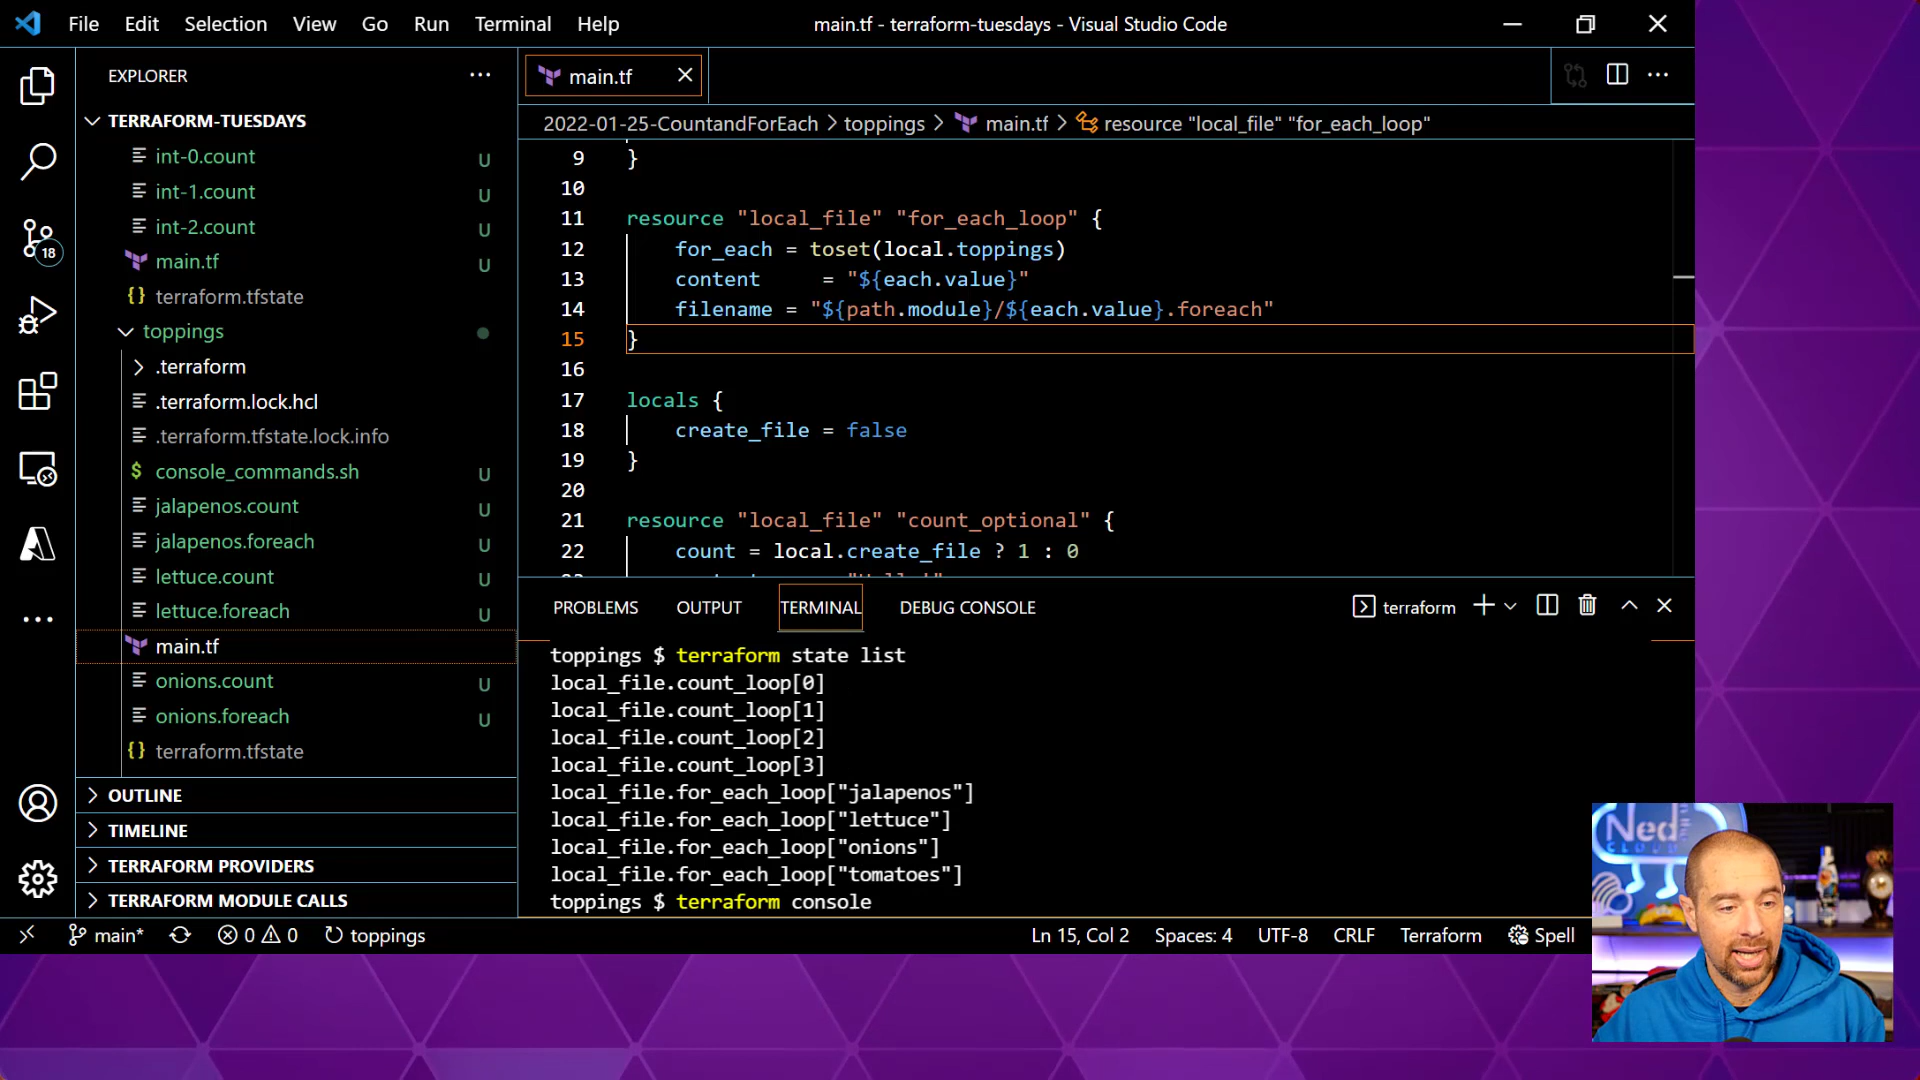 File Edit Selection View Go Run Terminal Help
main.tf - terraform-tuesdays - Visual Studio Code
EXPLORER
TERRAFORM-TUESDAYS
int-0.count U
int-1.count U
int-2.count U
main.tf U
terraform.tfstate
toppings
.terraform
.terraform.lock.hcl
.terraform.tfstate.lock.info
console_commands.sh U
jalapenos.count U
jalapenos.foreach U
lettuce.count U
lettuce.foreach U
main.tf
onions.count U
onions.foreach U
terraform.tfstate
OUTLINE
TIMELINE
TERRAFORM PROVIDERS
TERRAFORM MODULE CALLS
18
main.tf
2022-01-25-CountandForEach > toppings > main.tf > resource "local_file" "for_each_loop"
9 }
10
11 resource "local_file" "for_each_loop" {
12 for_each = toset(local.toppings)
13 content = "${each.value}"
14 filename = "${path.module}/${each.value}.foreach"
15 }
16
17 locals {
18 create_file = false
19 }
20
21 resource "local_file" "count_optional" {
22 count = local.create_file ? 1 : 0
PROBLEMS OUTPUT TERMINAL DEBUG CONSOLE
terraform
toppings $ terraform state list
local_file.count_loop[0]
local_file.count_loop[1]
local_file.count_loop[2]
local_file.count_loop[3]
local_file.for_each_loop["jalapenos"]
local_file.for_each_loop["lettuce"]
local_file.for_each_loop["onions"]
local_file.for_each_loop["tomatoes"]
toppings $ terraform console
main* 0 0 toppings
Ln 15, Col 2 Spaces: 4 UTF-8 CRLF Terraform Spell
Ned